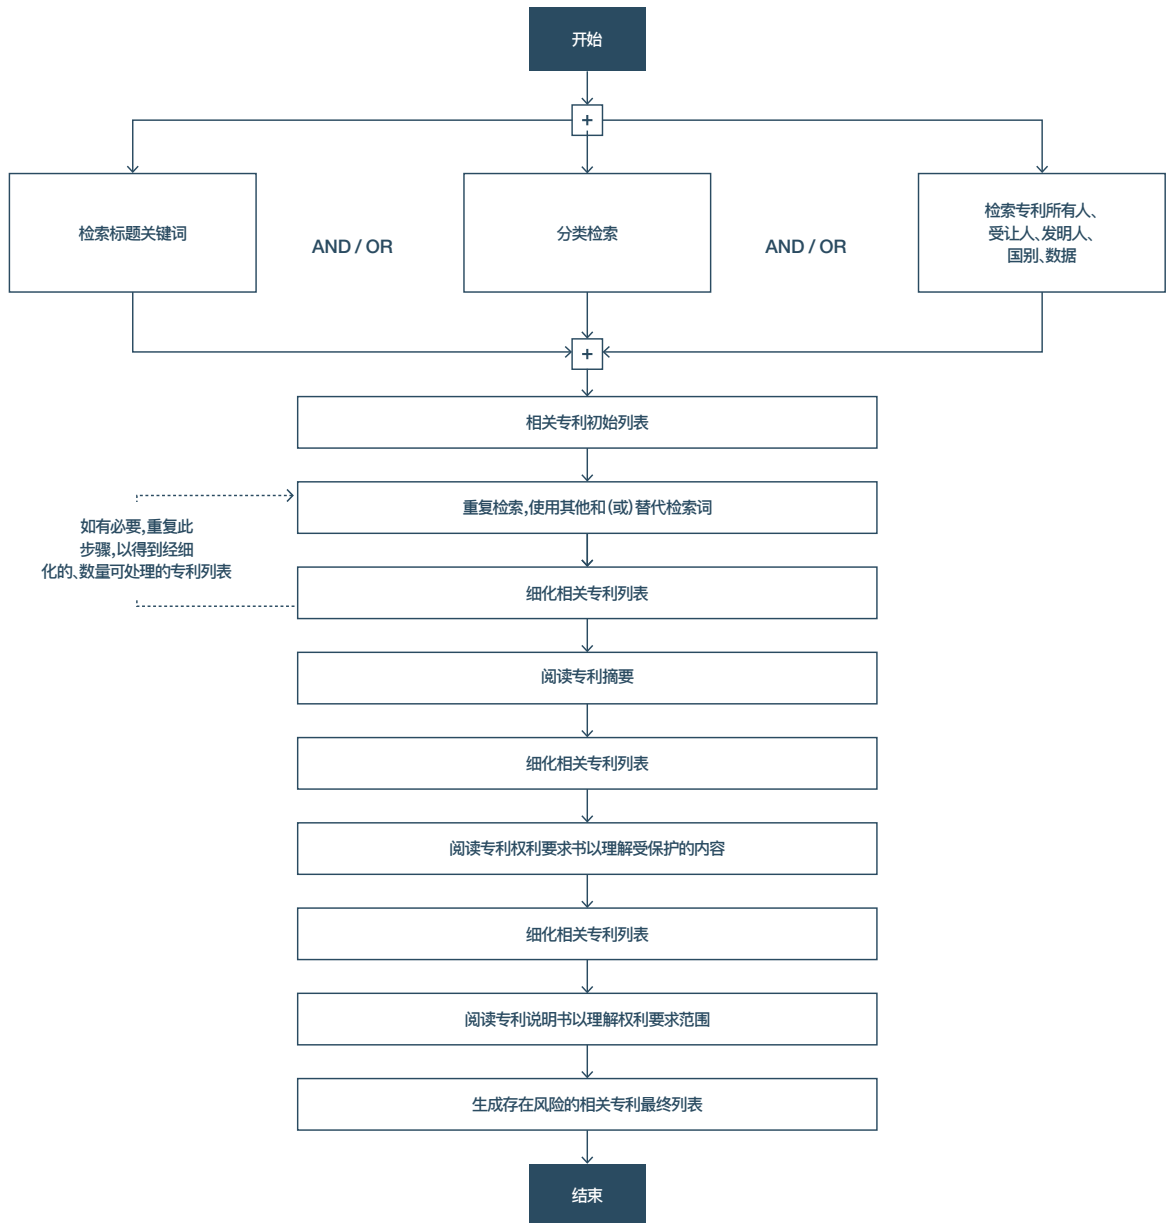 开始
+
检索标题关键词
AND / OR
分类检索
AND / OR
检索专利所有人、
受让人、发明人、
国别、数据
+
相关专利初始列表
重复检索,使用其他和(或)替代检索词
如有必要,重复此
步骤,以得到经细
化的、数量可处理的专利列表
细化相关专利列表
阅读专利摘要
细化相关专利列表
阅读专利权利要求书以理解受保护的内容
细化相关专利列表
阅读专利说明书以理解权利要求范围
生成存在风险的相关专利最终列表
结束